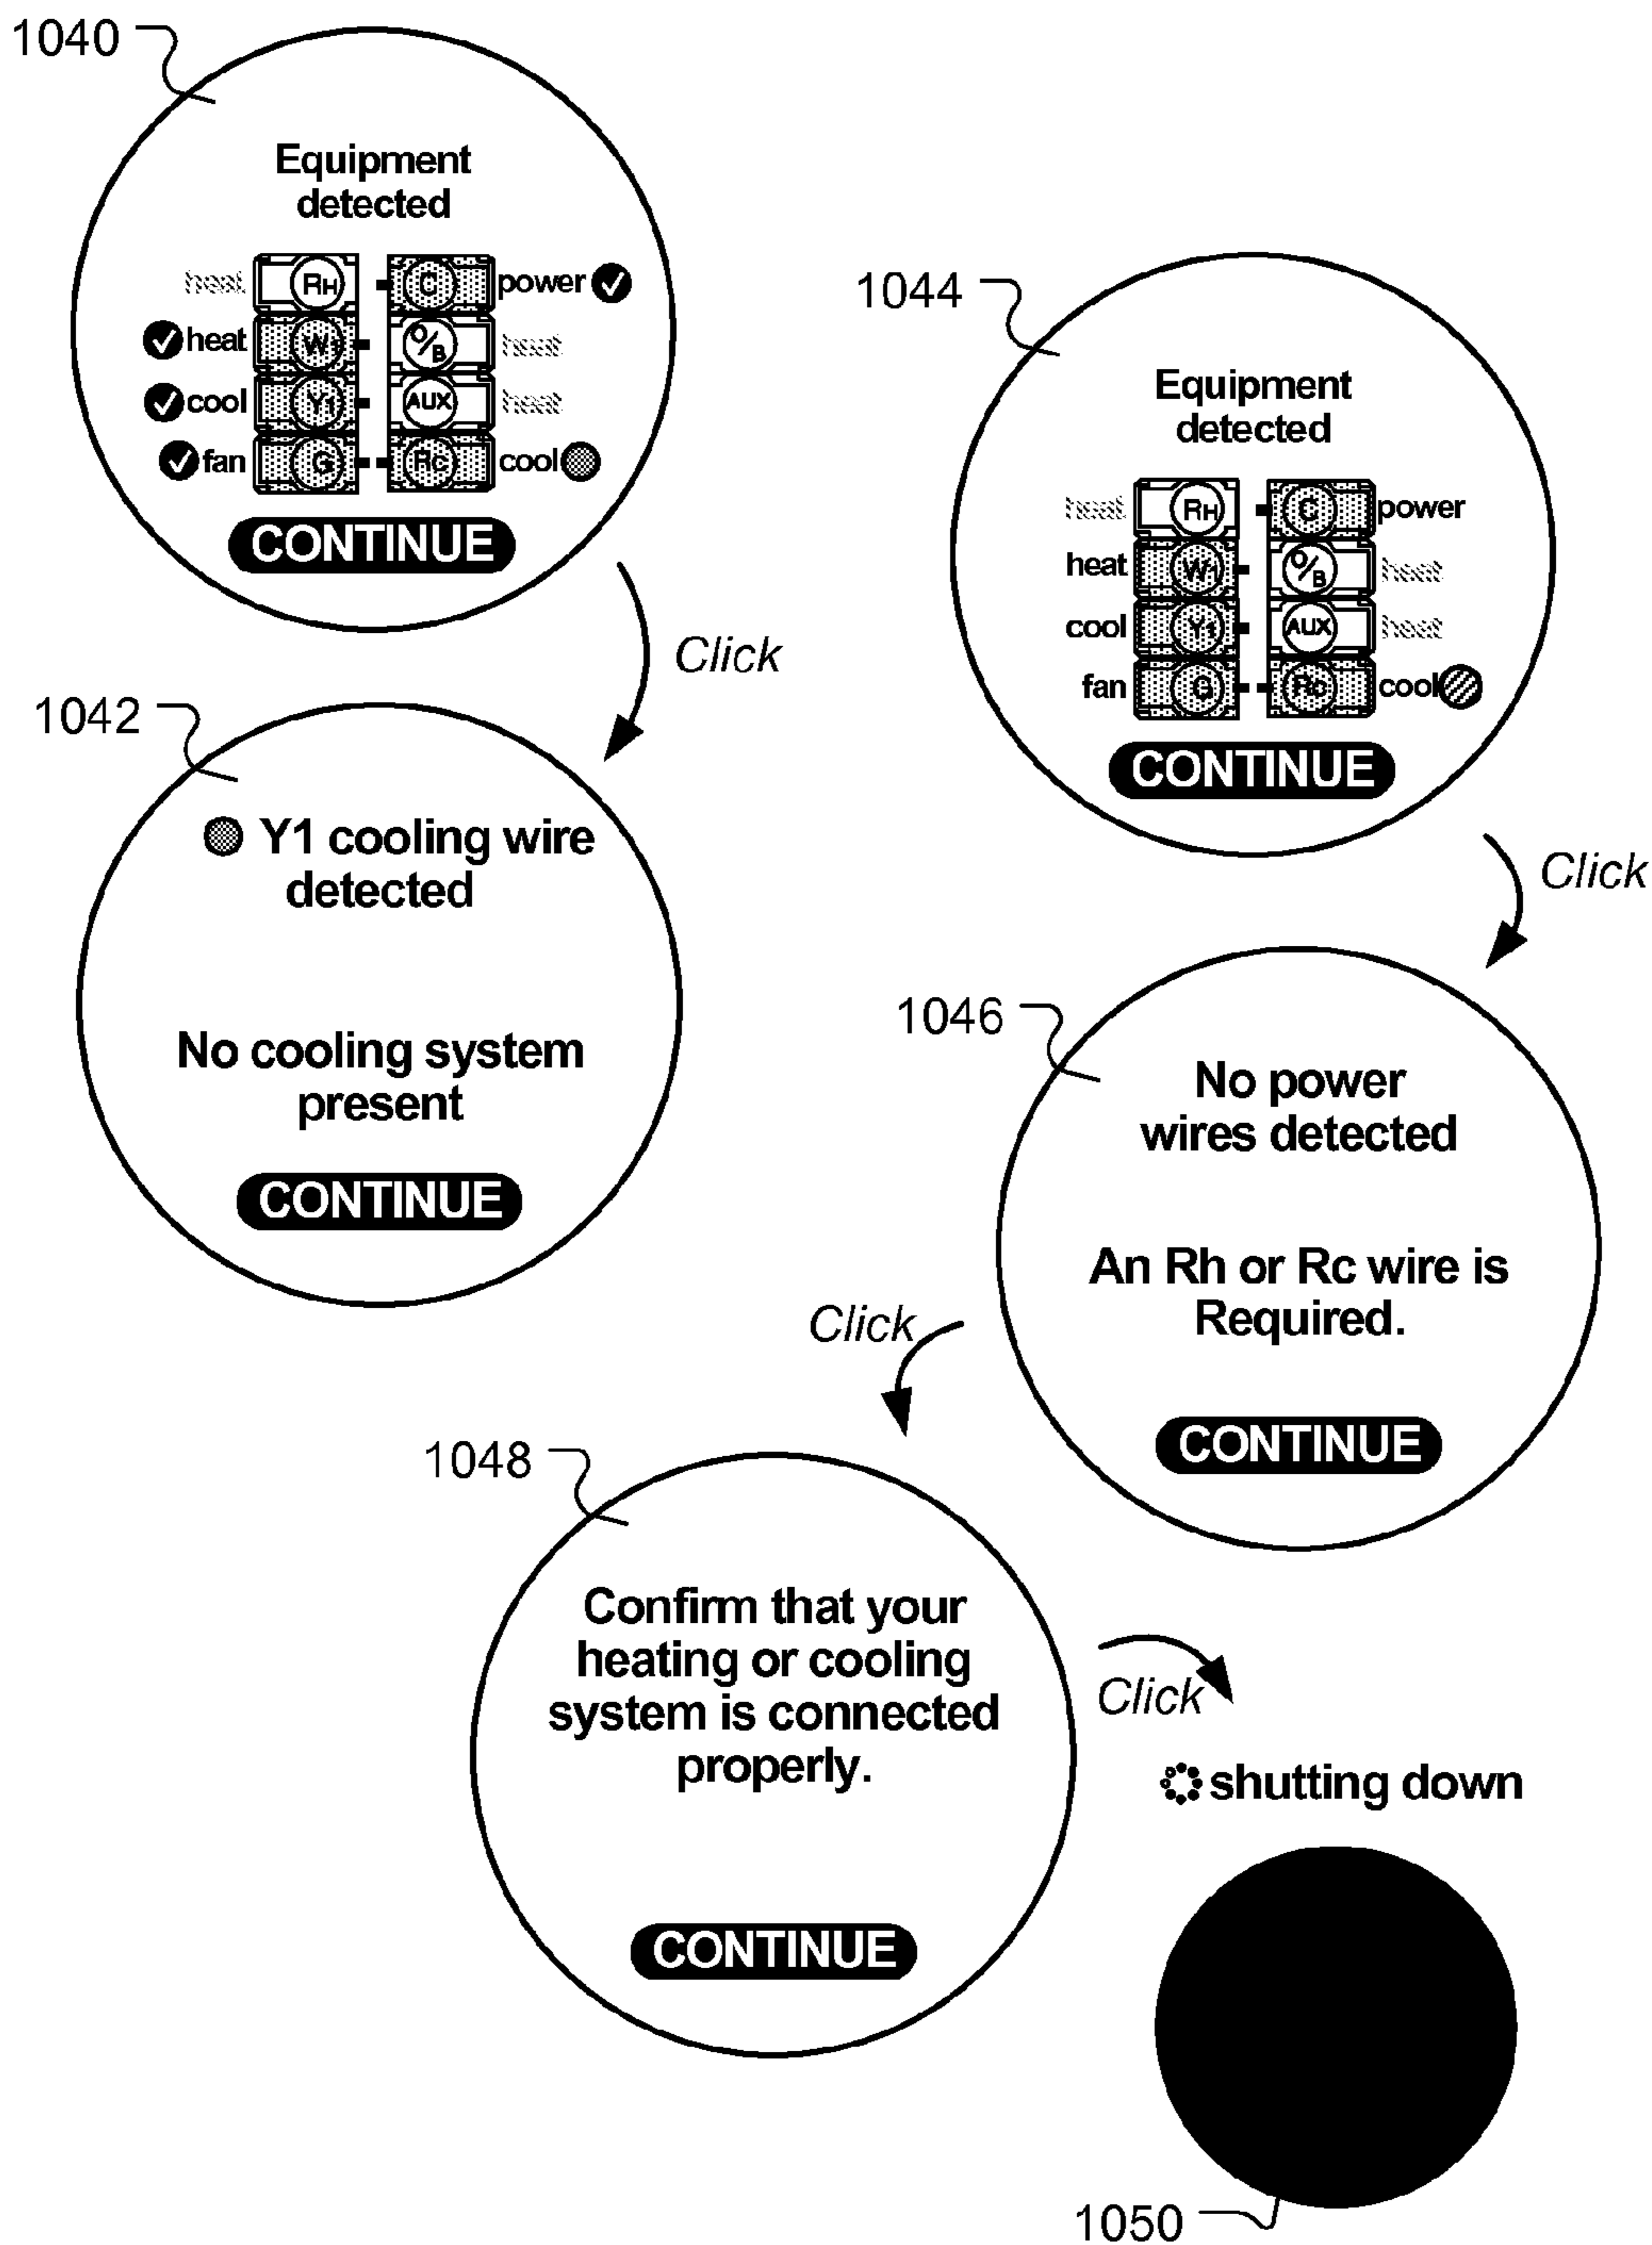 1040
Equipment
detected
heat RH C power
heat W1 O/B heat
cool Y1 AUX heat
fan G Rc cool
CONTINUE
Click
1042
Y1 cooling wire
detected
No cooling system
present
CONTINUE
1044
Equipment
detected
heat RH C power
heat W1 O/B heat
cool Y1 AUX heat
fan G Rc cool
CONTINUE
Click
1046
No power
wires detected
An Rh or Rc wire is
Required.
CONTINUE
Click
1048
Confirm that your
heating or cooling
system is connected
properly.
CONTINUE
Click
shutting down
1050